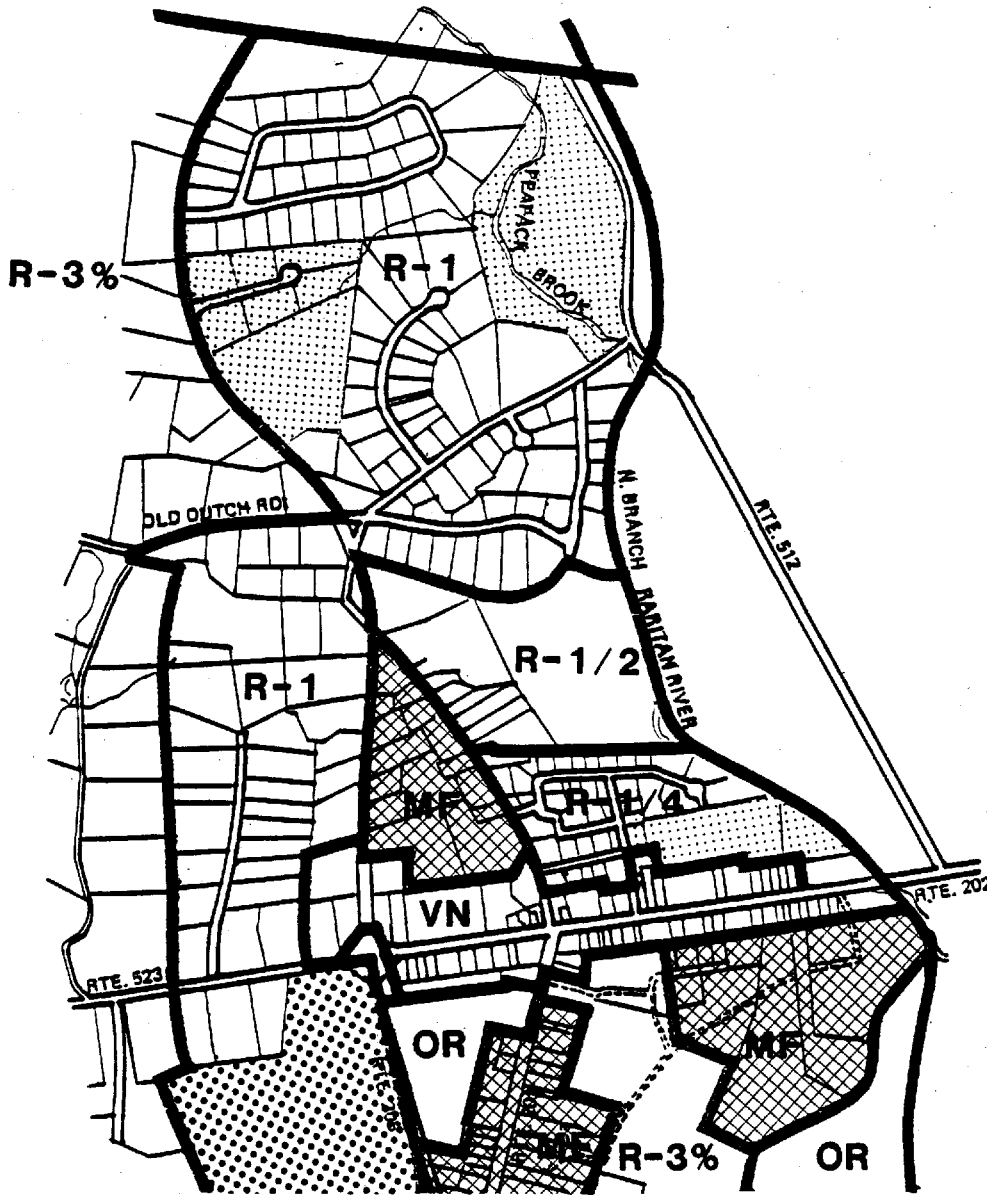 PEAPACK
R-1
R-3%
BROOK
OLD DUTCH RD.
N. BRANCH RARITAN RIVER
RTE. 512
R-1/2
R-1
MF
R-1/4
VN
RTE. 202
RTE. 523
OR
MF
MF
R-3%
OR